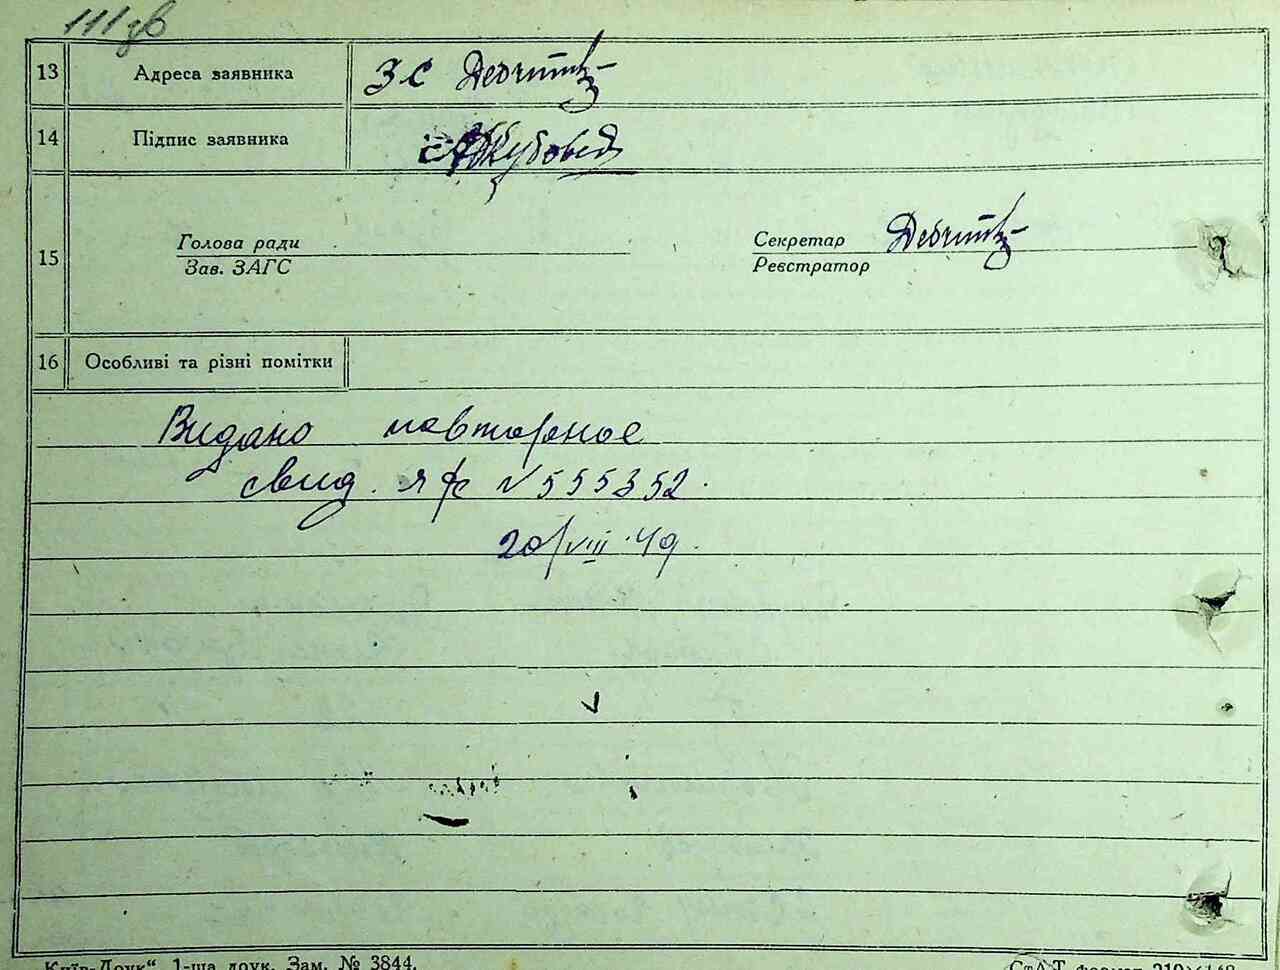 111зв
13 Адреса заявника ЗС
14 Підпис заявника
15 Голова ради Секретар
Зав. ЗАГС Реєстратор
16 Особливі та різні помітки
Видано повторное
свид. ЯФ № 555352.
20/VIII 49.
„Київ-Друк“ 1-ша друк. Зам. № 3844.